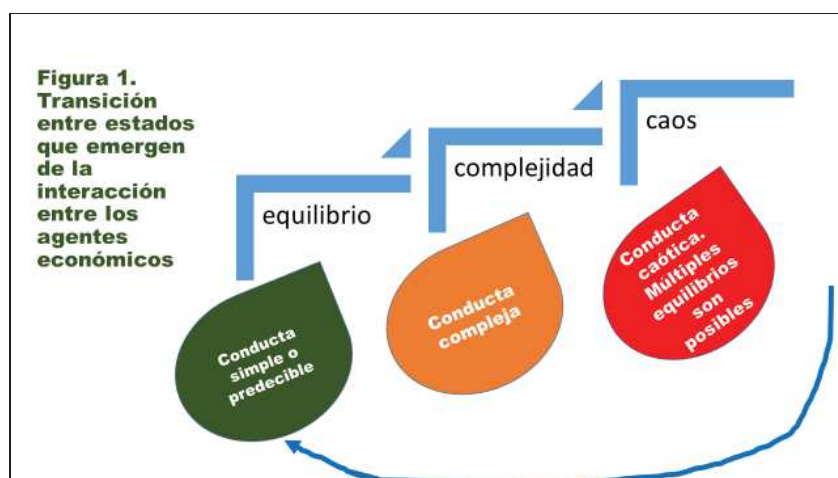 Figura 1.
Transición
entre estados
que emergen
de la
interacción
entre los
agentes
económicos
equilibrio
complejidad
caos
Conducta
simple o
predecible
Conducta
compleja
Conducta
caótica.
Múltiples
equilibrios
son
posibles